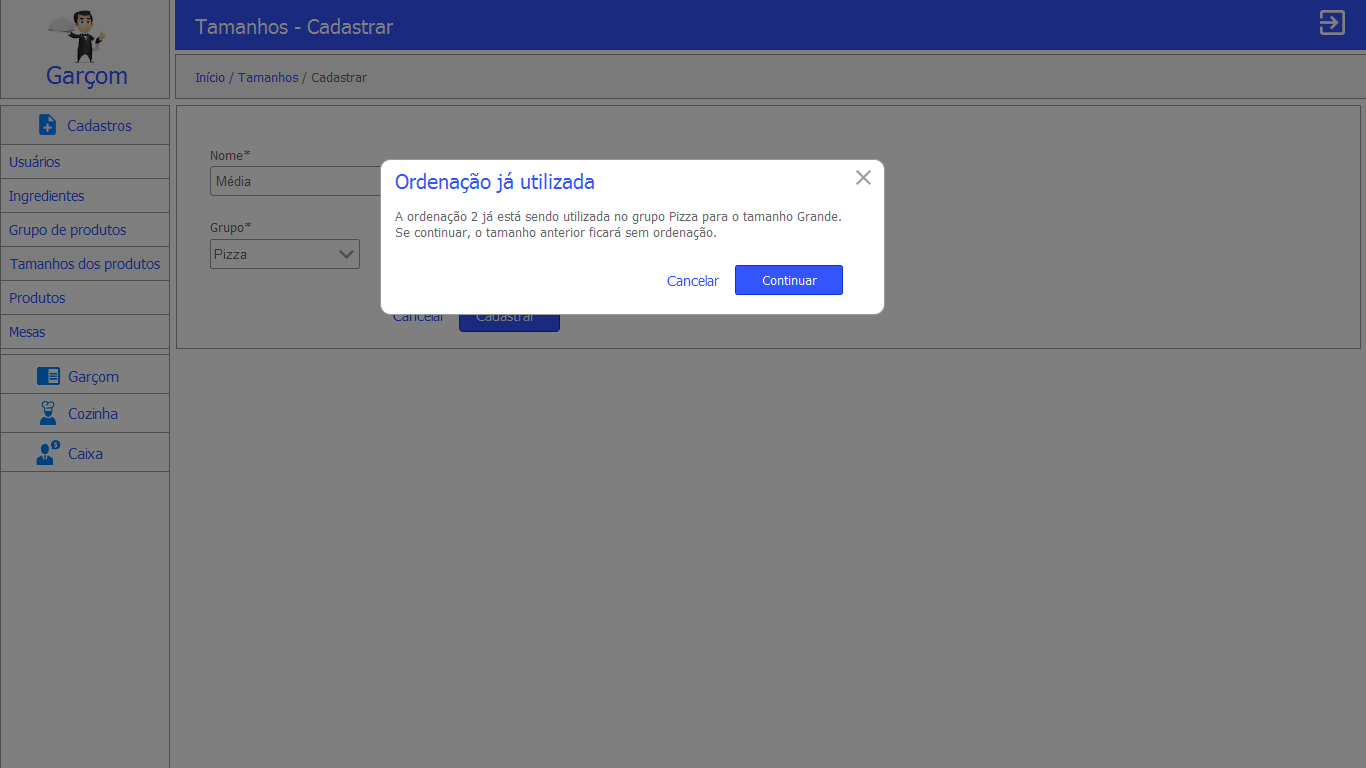 Garçom
Tamanhos - Cadastrar
Início / Tamanhos / Cadastrar
Cadastros
Usuários
Ingredientes
Grupo de produtos
Tamanhos dos produtos
Produtos
Mesas
Garçom
Cozinha
Caixa
Nome*
Média
Grupo*
Pizza
Ordenação já utilizada
A ordenação 2 já está sendo utilizada no grupo Pizza para o tamanho Grande.
Se continuar, o tamanho anterior ficará sem ordenação.
Cancelar
Continuar
Cancelar
Cadastrar